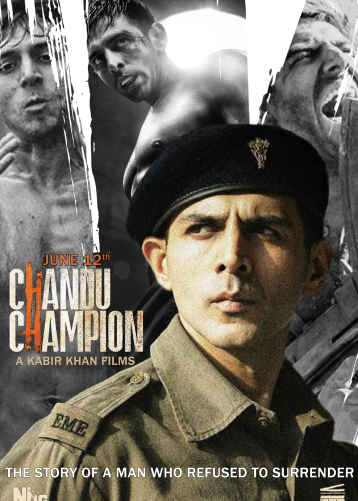 JUNE 12th
CHANDU
CHAMPION
A KABIR KHAN FILMS
EME
THE STORY OF A MAN WHO REFUSED TO SURRENDER